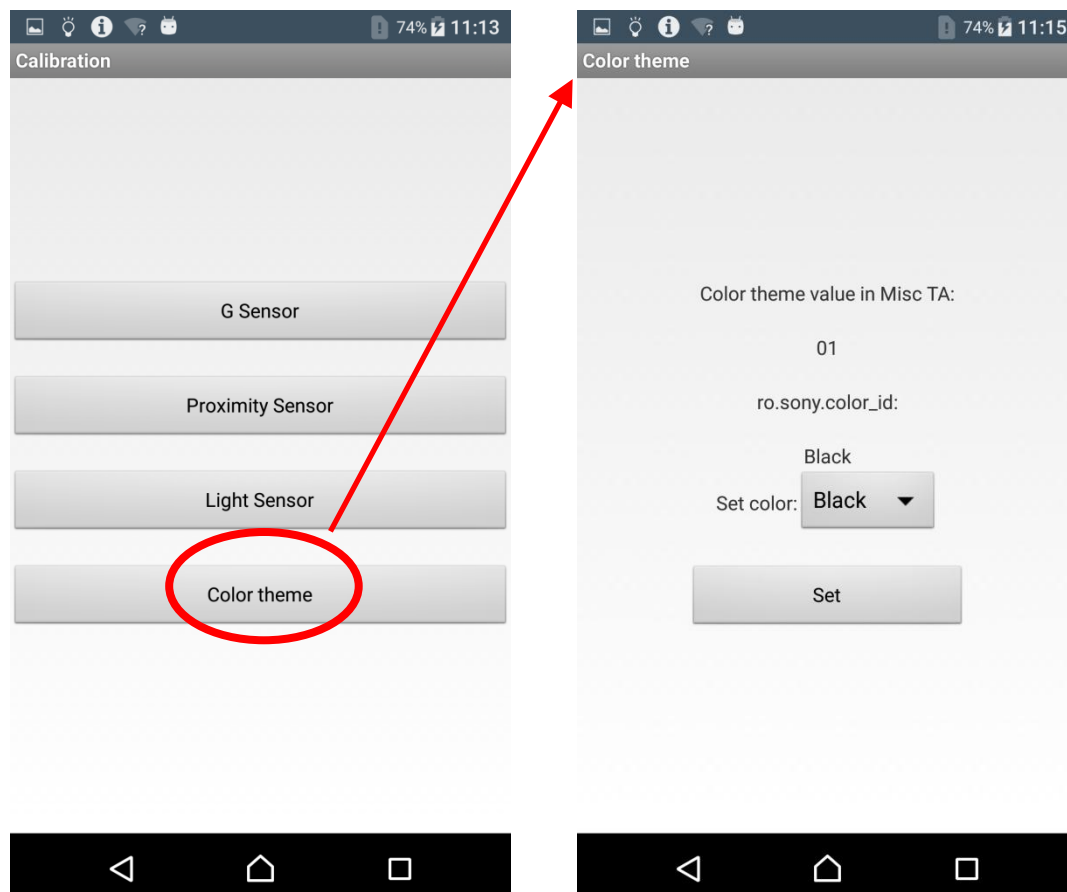 74% 11:13
Calibration
G Sensor
Proximity Sensor
Light Sensor
Color theme
74% 11:15
Color theme
Color theme value in Misc TA:
01
ro.sony.color_id:
Black
Set color: Black
Set